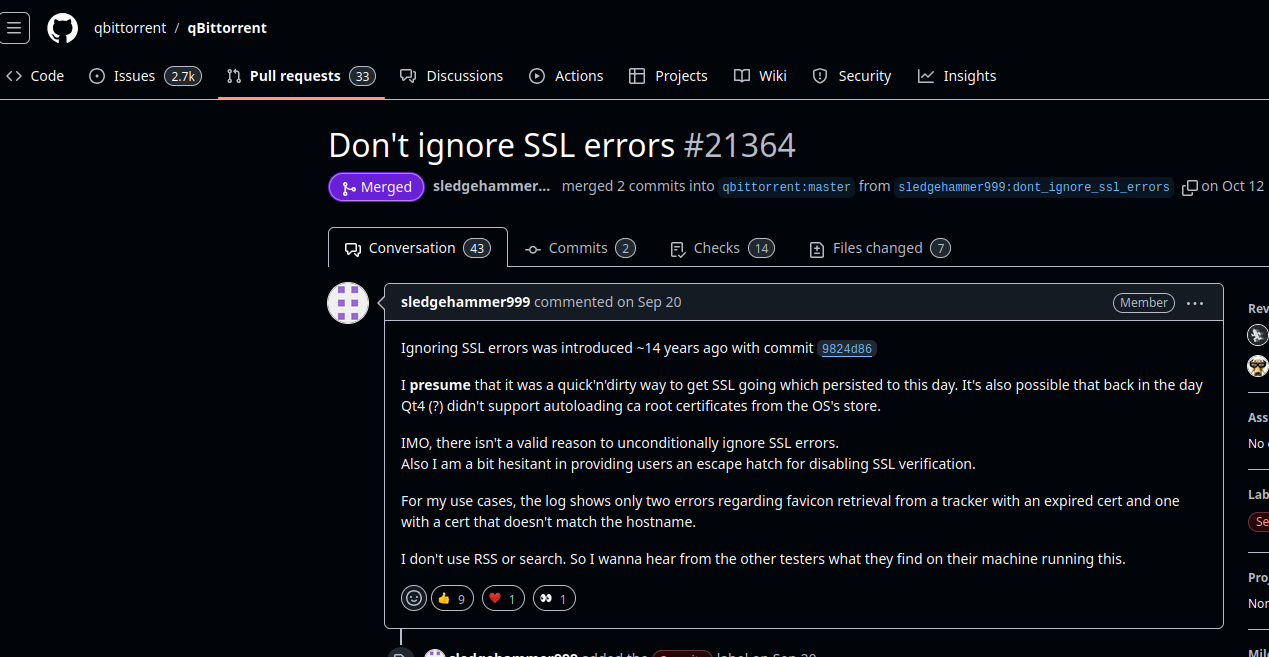 qbittorrent / qBittorrent
Code Issues 2.7k Pull requests 33 Discussions Actions Projects Wiki Security Insights
Don't ignore SSL errors #21364
Merged sledgehammer... merged 2 commits into qbittorrent:master from sledgehammer999:dont_ignore_ssl_errors on Oct 12
Conversation 43 Commits 2 Checks 14 Files changed 7
sledgehammer999 commented on Sep 20 Member ...
Ignoring SSL errors was introduced ~14 years ago with commit 9824d86
I presume that it was a quick'n'dirty way to get SSL going which persisted to this day. It's also possible that back in the day
Qt4 (?) didn't support autoloading ca root certificates from the OS's store.
IMO, there isn't a valid reason to unconditionally ignore SSL errors.
Also I am a bit hesitant in providing users an escape hatch for disabling SSL verification.
For my use cases, the log shows only two errors regarding favicon retrieval from a tracker with an expired cert and one
with a cert that doesn't match the hostname.
I don't use RSS or search. So I wanna hear from the other testers what they find on their machine running this.
👍 9 ❤️ 1 👀 1
sledgehammer999 added the label on Sep 20
Rev
Ass
No
Lab
Se
Proj
Non
Mil